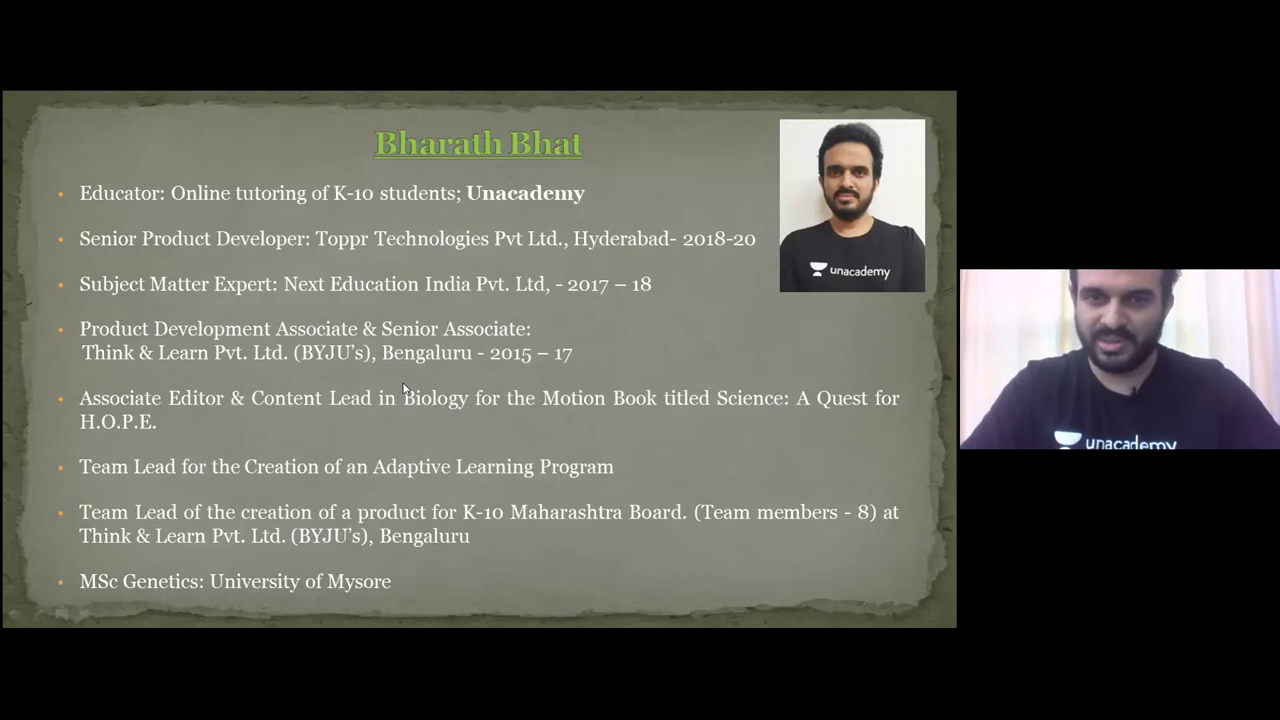 Bharath Bhat
• Educator: Online tutoring of K-10 students; Unacademy
• Senior Product Developer: Toppr Technologies Pvt Ltd., Hyderabad- 2018-20
• Subject Matter Expert: Next Education India Pvt. Ltd, - 2017 – 18
• Product Development Associate & Senior Associate:
Think & Learn Pvt. Ltd. (BYJU’s), Bengaluru - 2015 – 17
• Associate Editor & Content Lead in Biology for the Motion Book titled Science: A Quest for
H.O.P.E.
• Team Lead for the Creation of an Adaptive Learning Program
• Team Lead of the creation of a product for K-10 Maharashtra Board. (Team members - 8) at
Think & Learn Pvt. Ltd. (BYJU’s), Bengaluru
• MSc Genetics: University of Mysore
unacademy
unacademy